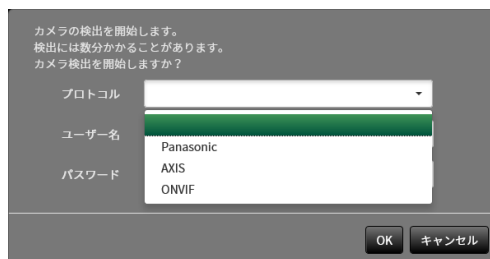 カメラの検出を開始します。
検出には数分かかることがあります。
カメラ検出を開始しますか？
プロトコル
ユーザー名
Panasonic
AXIS
パスワード
ONVIF
OK キャンセル